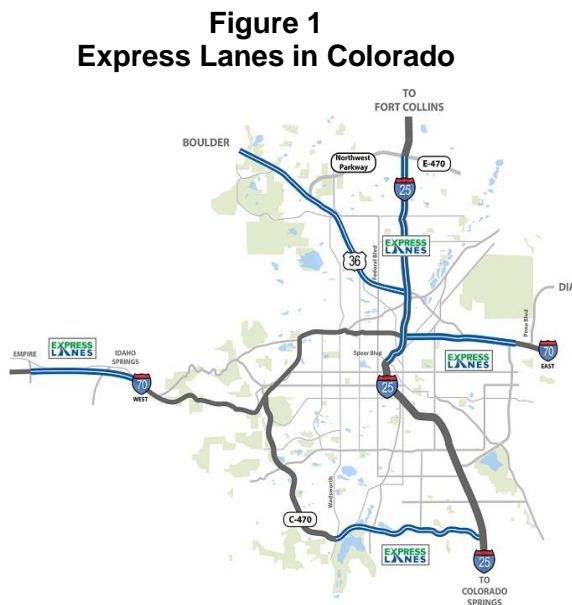 Figure 1
Express Lanes in Colorado
TO
FORT COLLINS
BOULDER
Northwest
Parkway
E-470
25
EXPRESS
LANES
36
Federal Blvd
DIA
Pena Blvd
EXPRESS
LANES
EMPIRE
IDAHO
SPRINGS
70
WEST
Speer Blvd
EXPRESS
LANES
70
EAST
25
Wadsworth
C-470
EXPRESS
LANES
25
TO
COLORADO
SPRINGS